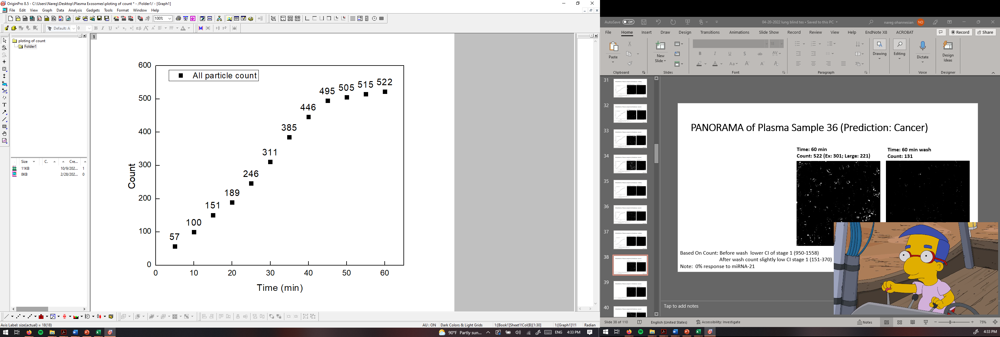 OriginPro 8.5 - C:\Users\Nareg\Desktop\Plasma Exosomes\ploting of count * - /Folder1/ - [Graph1]
File Edit View Graph Data Analysis Gadgets Tools Format Window Help
100%
Default: A 0
ploting of count
Folder1
Size C. Cre...
11KB 10/9/202... 1
8KB 2/28/202... 0
1
All particle count
600
500
400
300
200
100
0
Count
57
100
151
189
246
311
385
446
495
505
515
522
0 10 20 30 40 50 60
Time (min)
Axis Label: size(actual) = 18(18)
AU : ON Dark Colors & Light Grids 1:[Book1]Sheet1!Col(B)[1:30] 1:[Graph1]1!1 Radian
90°F Partly sun... ENG 4:33 PM
AutoSave Off
04-20-2022 lung blind tes • Saved to this PC
nareg ohannesian NO
File Home Insert Draw Design Transitions Animations Slide Show Record Review View Help EndNote X8 ACROBAT
Record Share
Paste
New Slide
Drawing
Editing
Dictate
Design Ideas
Clipboard Slides Font Paragraph Voice Designer
31
32
33
34
35
36
37
38
39
40
PANORAMA of Plasma Sample 36 (Prediction: Cancer)
Time: 60 min
Count: 522 (Ex: 301; Large: 221)
Time: 60 min wash
Count: 131
Based On Count: Before wash lower CI of stage 1 (950-1558)
After wash count slightly low CI stage 1 (151-370)
Note: 0% response to miRNA-21
Tap to add notes
Slide 38 of 110 English (United States) Accessibility: Investigate Notes 75%
4:33 PM